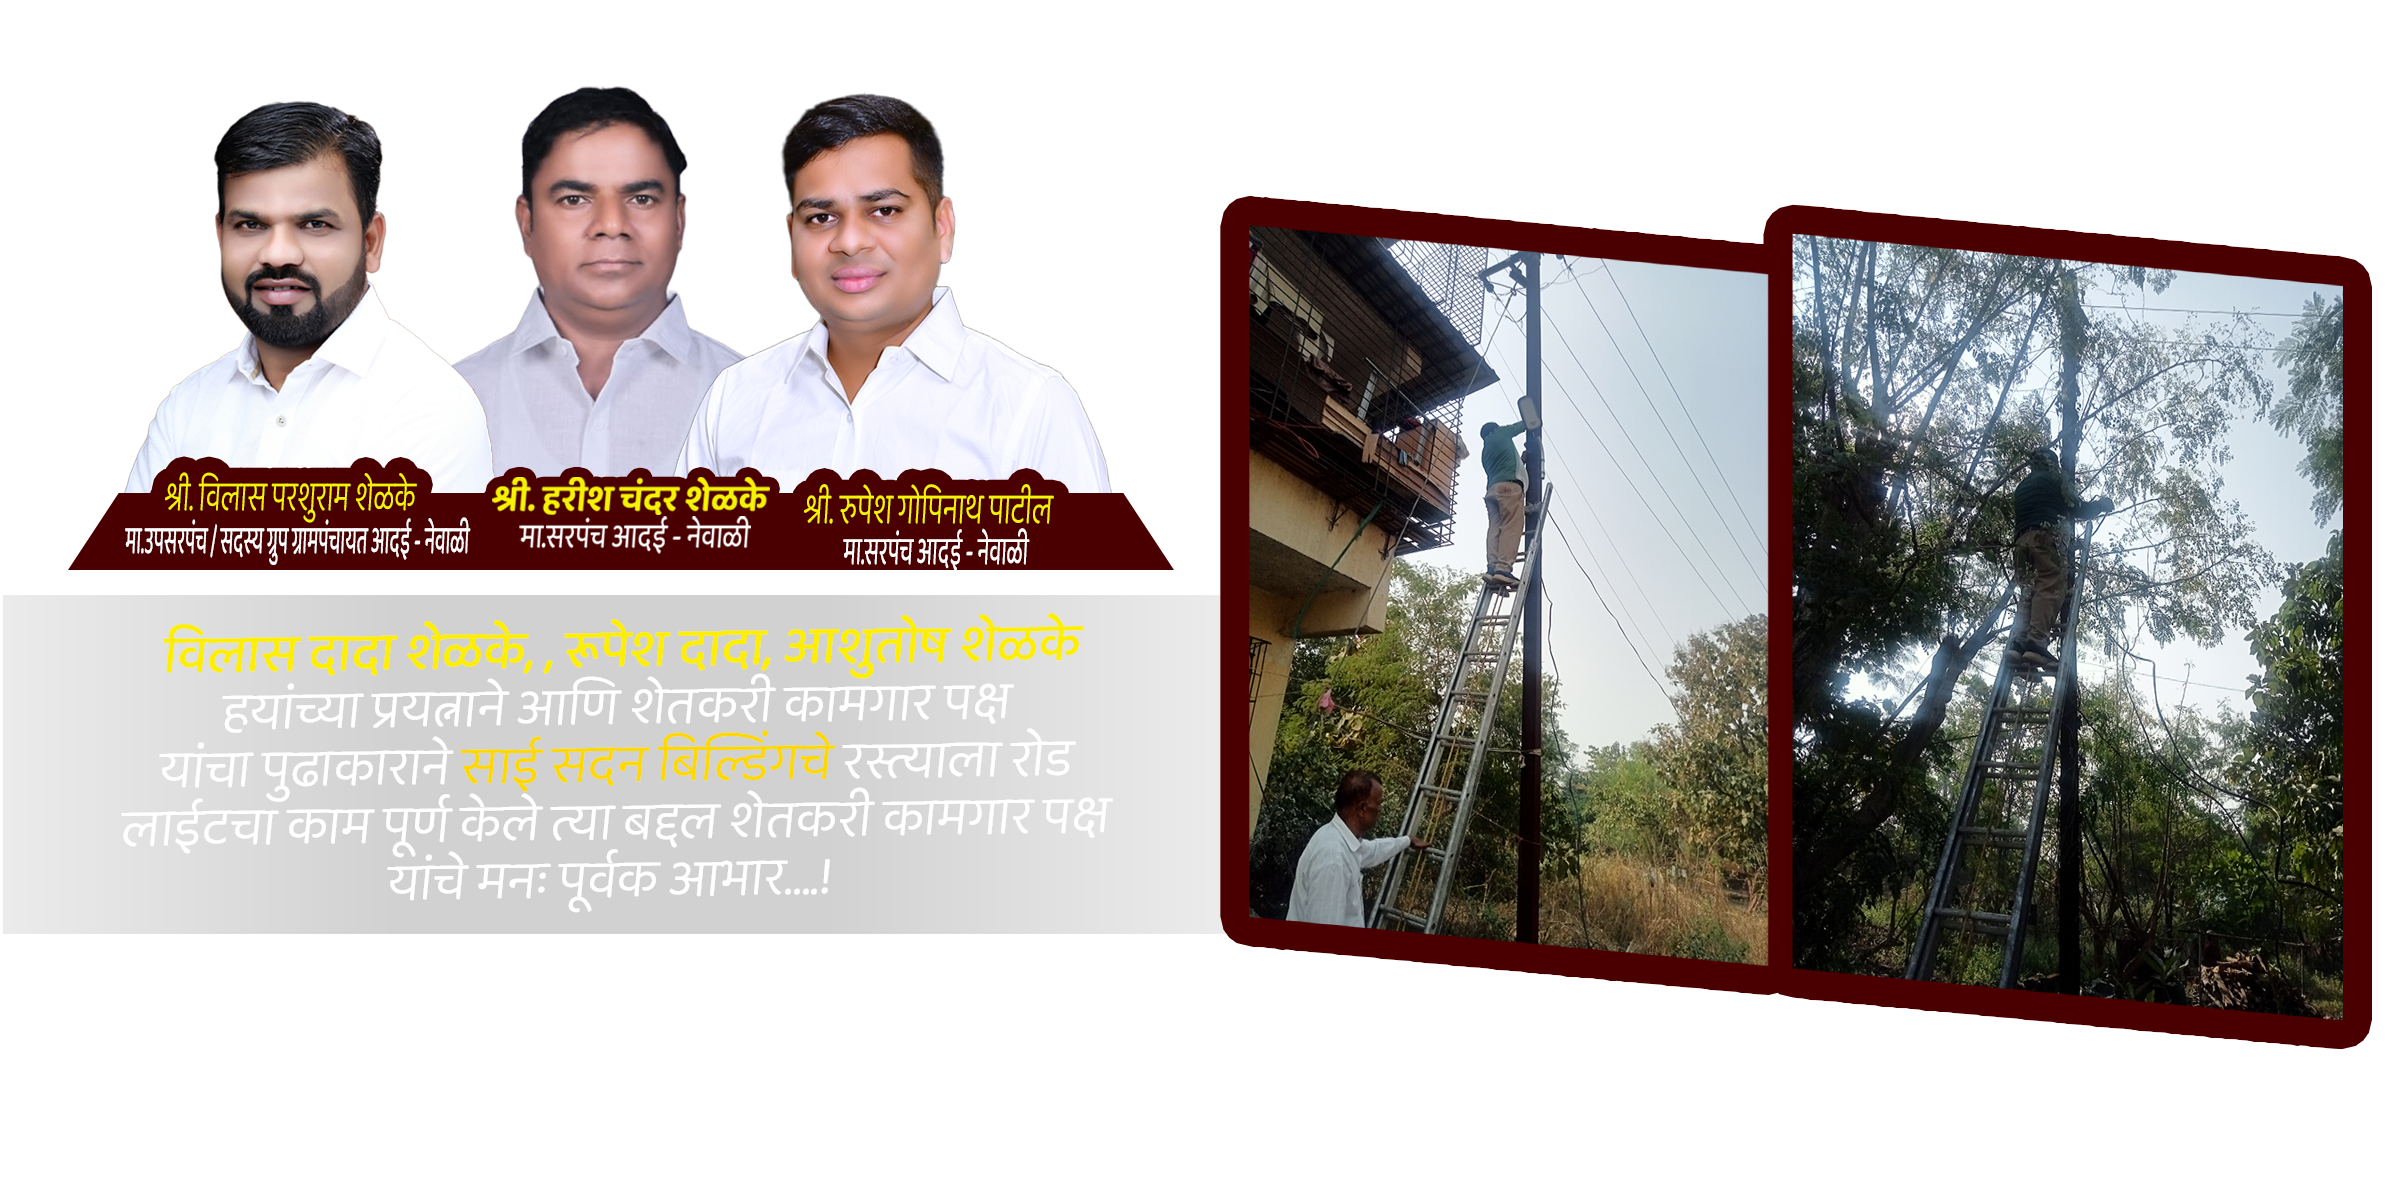 श्री. विलास परशुराम शेळके
मा.उपसरपंच / सदस्य ग्रुप ग्रामपंचायत आदई - नेवाळी
श्री. हरीश चंदर शेळके
मा.सरपंच आदई - नेवाळी
श्री. रुपेश गोपिनाथ पाटील
मा.सरपंच आदई - नेवाळी
विलास दादा शेळके, , रूपेश दादा, आशुतोष शेळके
हयांच्या प्रयत्नाने आणि शेतकरी कामगार पक्ष
यांचा पुढाकाराने साई सदन बिल्डिंगचे रस्त्याला रोड
लाईटचा काम पूर्ण केले त्या बद्दल शेतकरी कामगार पक्ष
यांचे मनः पूर्वक आभार....!